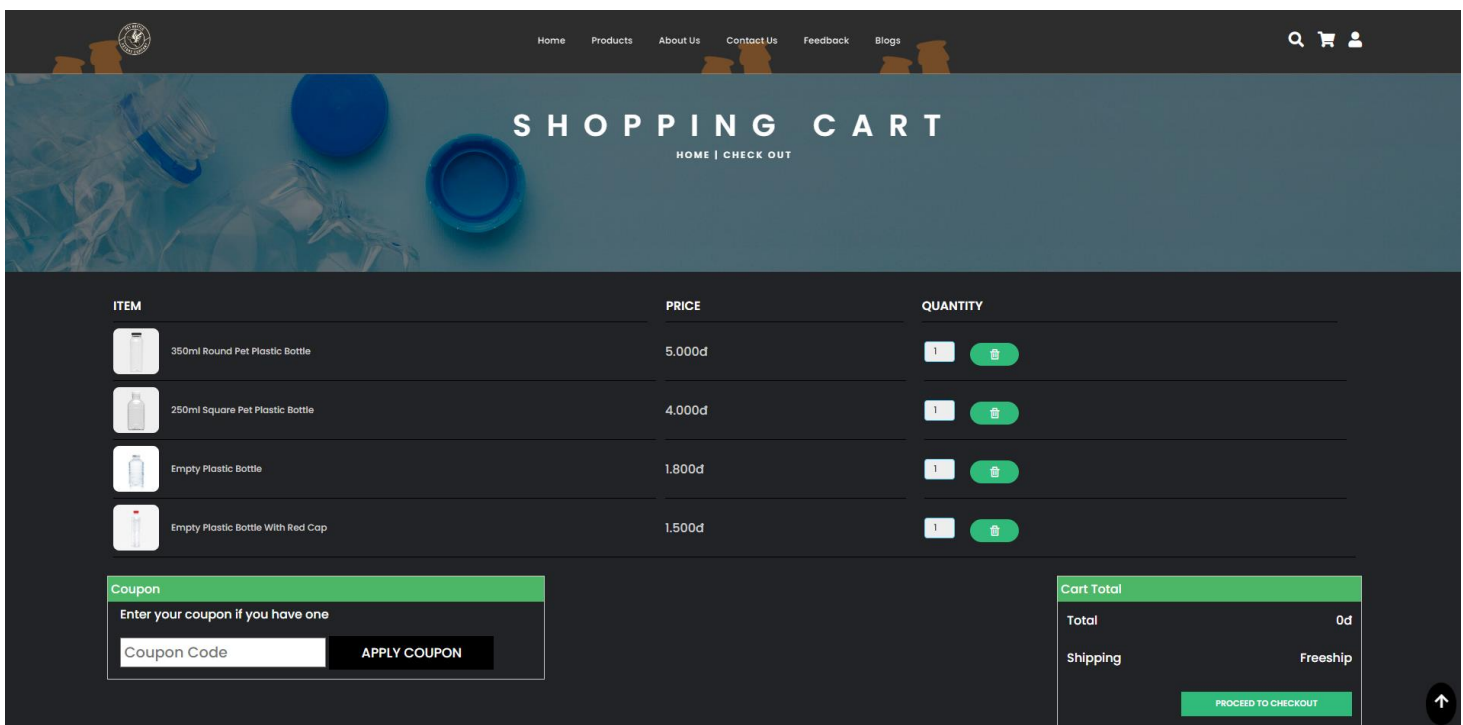 Home Products About Us Contact Us Feedback Blogs
SHOPPING CART
HOME | CHECK OUT
ITEM PRICE QUANTITY
350ml Round Pet Plastic Bottle 5.000đ 1
250ml Square Pet Plastic Bottle 4.000đ 1
Empty Plastic Bottle 1.800đ 1
Empty Plastic Bottle With Red Cap 1.500đ 1
Coupon
Enter your coupon if you have one
Coupon Code APPLY COUPON
Cart Total
Total 0đ
Shipping Freeship
PROCEED TO CHECKOUT